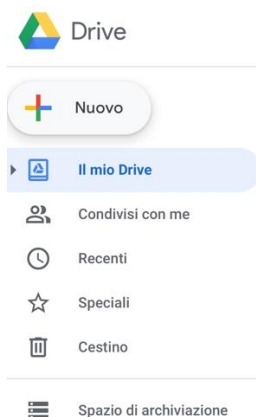 Drive
Nuovo
Il mio Drive
Condivisi con me
Recenti
Speciali
Cestino
Spazio di archiviazione